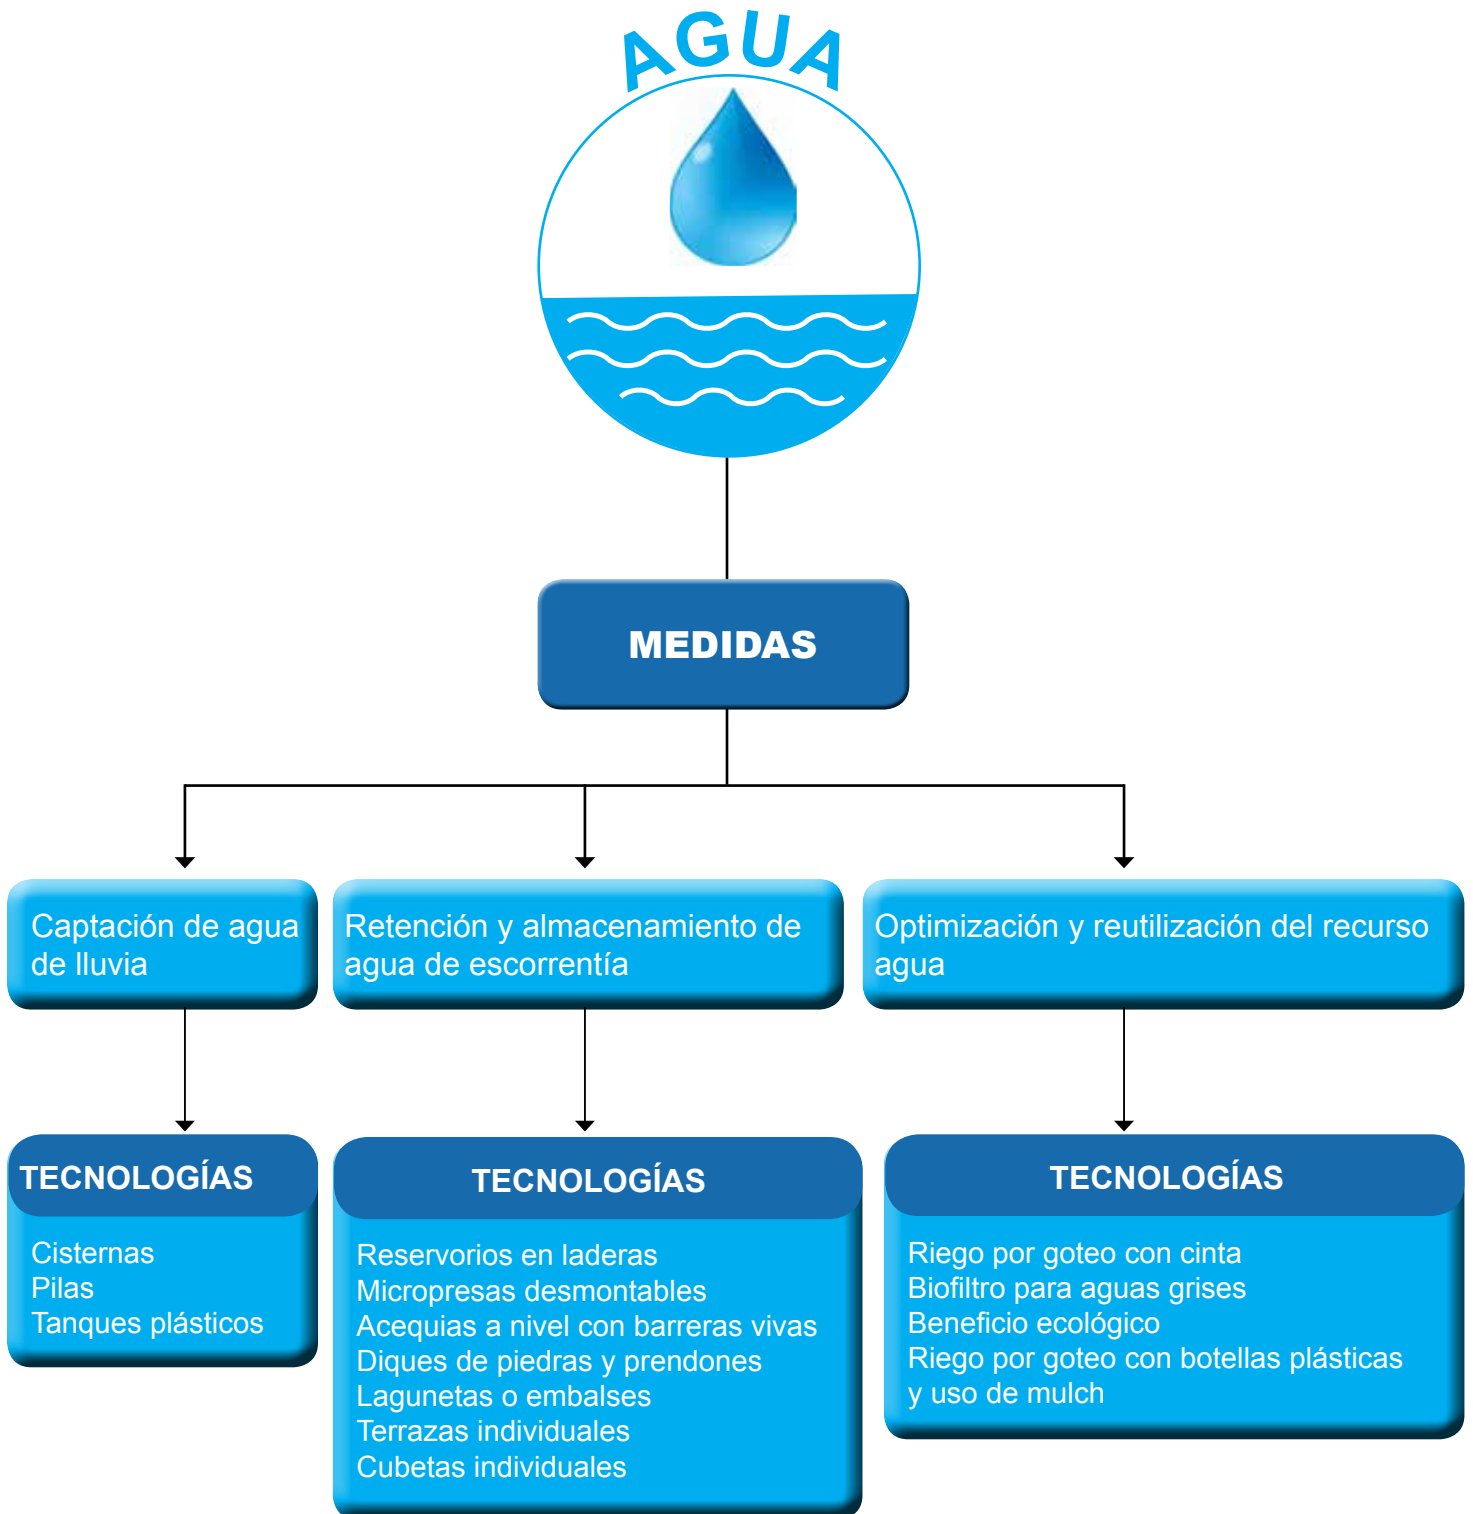 AGUA
MEDIDAS
Captación de agua
de lluvia
Retención y almacenamiento de
agua de escorrentía
Optimización y reutilización del recurso
agua
TECNOLOGÍAS
Cisternas
Pilas
Tanques plásticos
TECNOLOGÍAS
Reservorios en laderas
Micropresas desmontables
Acequias a nivel con barreras vivas
Diques de piedras y prendones
Lagunetas o embalses
Terrazas individuales
Cubetas individuales
TECNOLOGÍAS
Riego por goteo con cinta
Biofiltro para aguas grises
Beneficio ecológico
Riego por goteo con botellas plásticas
y uso de mulch